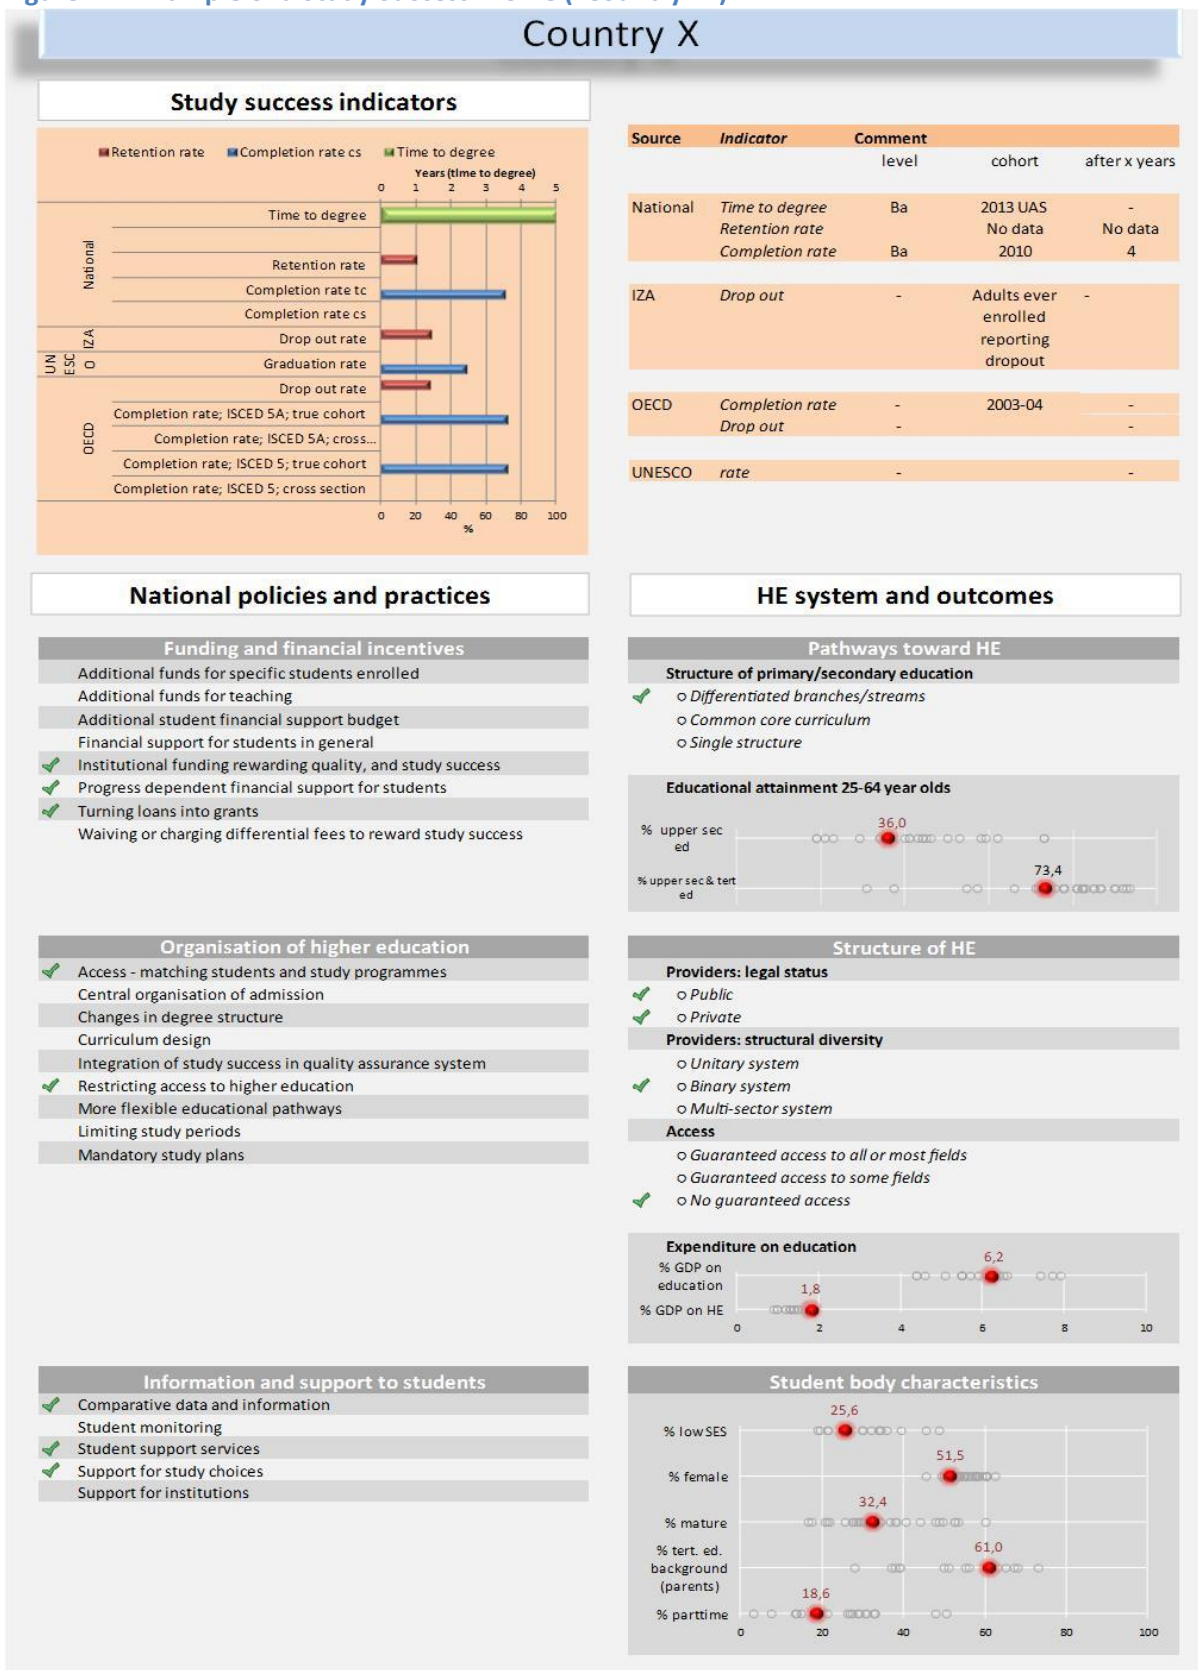 Country X
Study success indicators
Retention rate Completion rate cs Time to degree
Years (time to degree)
0 1 2 3 4 5
National
Time to degree
Retention rate
Completion rate tc
Completion rate cs
IZA
Drop out rate
UN
ESC
O
Graduation rate
OECD
Drop out rate
Completion rate; ISCED 5A; true cohort
Completion rate; ISCED 5A; cross...
Completion rate; ISCED 5; true cohort
Completion rate; ISCED 5; cross section
0 20 40 60 80 100
%
Source Indicator Comment
level cohort after x years
National Time to degree Ba 2013 UAS -
Retention rate No data No data
Completion rate Ba 2010 4
IZA Drop out - Adults ever -
enrolled
reporting
dropout
OECD Completion rate - 2003-04 -
Drop out - -
UNESCO rate - -
National policies and practices
Funding and financial incentives
Additional funds for specific students enrolled
Additional funds for teaching
Additional student financial support budget
Financial support for students in general
Institutional funding rewarding quality, and study success
Progress dependent financial support for students
Turning loans into grants
Waiving or charging differential fees to reward study success
Organisation of higher education
Access - matching students and study programmes
Central organisation of admission
Changes in degree structure
Curriculum design
Integration of study success in quality assurance system
Restricting access to higher education
More flexible educational pathways
Limiting study periods
Mandatory study plans
Information and support to students
Comparative data and information
Student monitoring
Student support services
Support for study choices
Support for institutions
HE system and outcomes
Pathways toward HE
Structure of primary/secondary education
Differentiated branches/streams
Common core curriculum
Single structure
Educational attainment 25-64 year olds
36,0
% upper sec
ed
73,4
% upper sec & tert
ed
Structure of HE
Providers: legal status
Public
Private
Providers: structural diversity
Unitary system
Binary system
Multi-sector system
Access
Guaranteed access to all or most fields
Guaranteed access to some fields
No guaranteed access
Expenditure on education
6,2
% GDP on
education
1,8
% GDP on HE
0 2 4 6 8 10
Student body characteristics
25,6
% low SES
51,5
% female
32,4
% mature
61,0
% tert. ed.
background
(parents)
18,6
% parttime
0 20 40 60 80 100